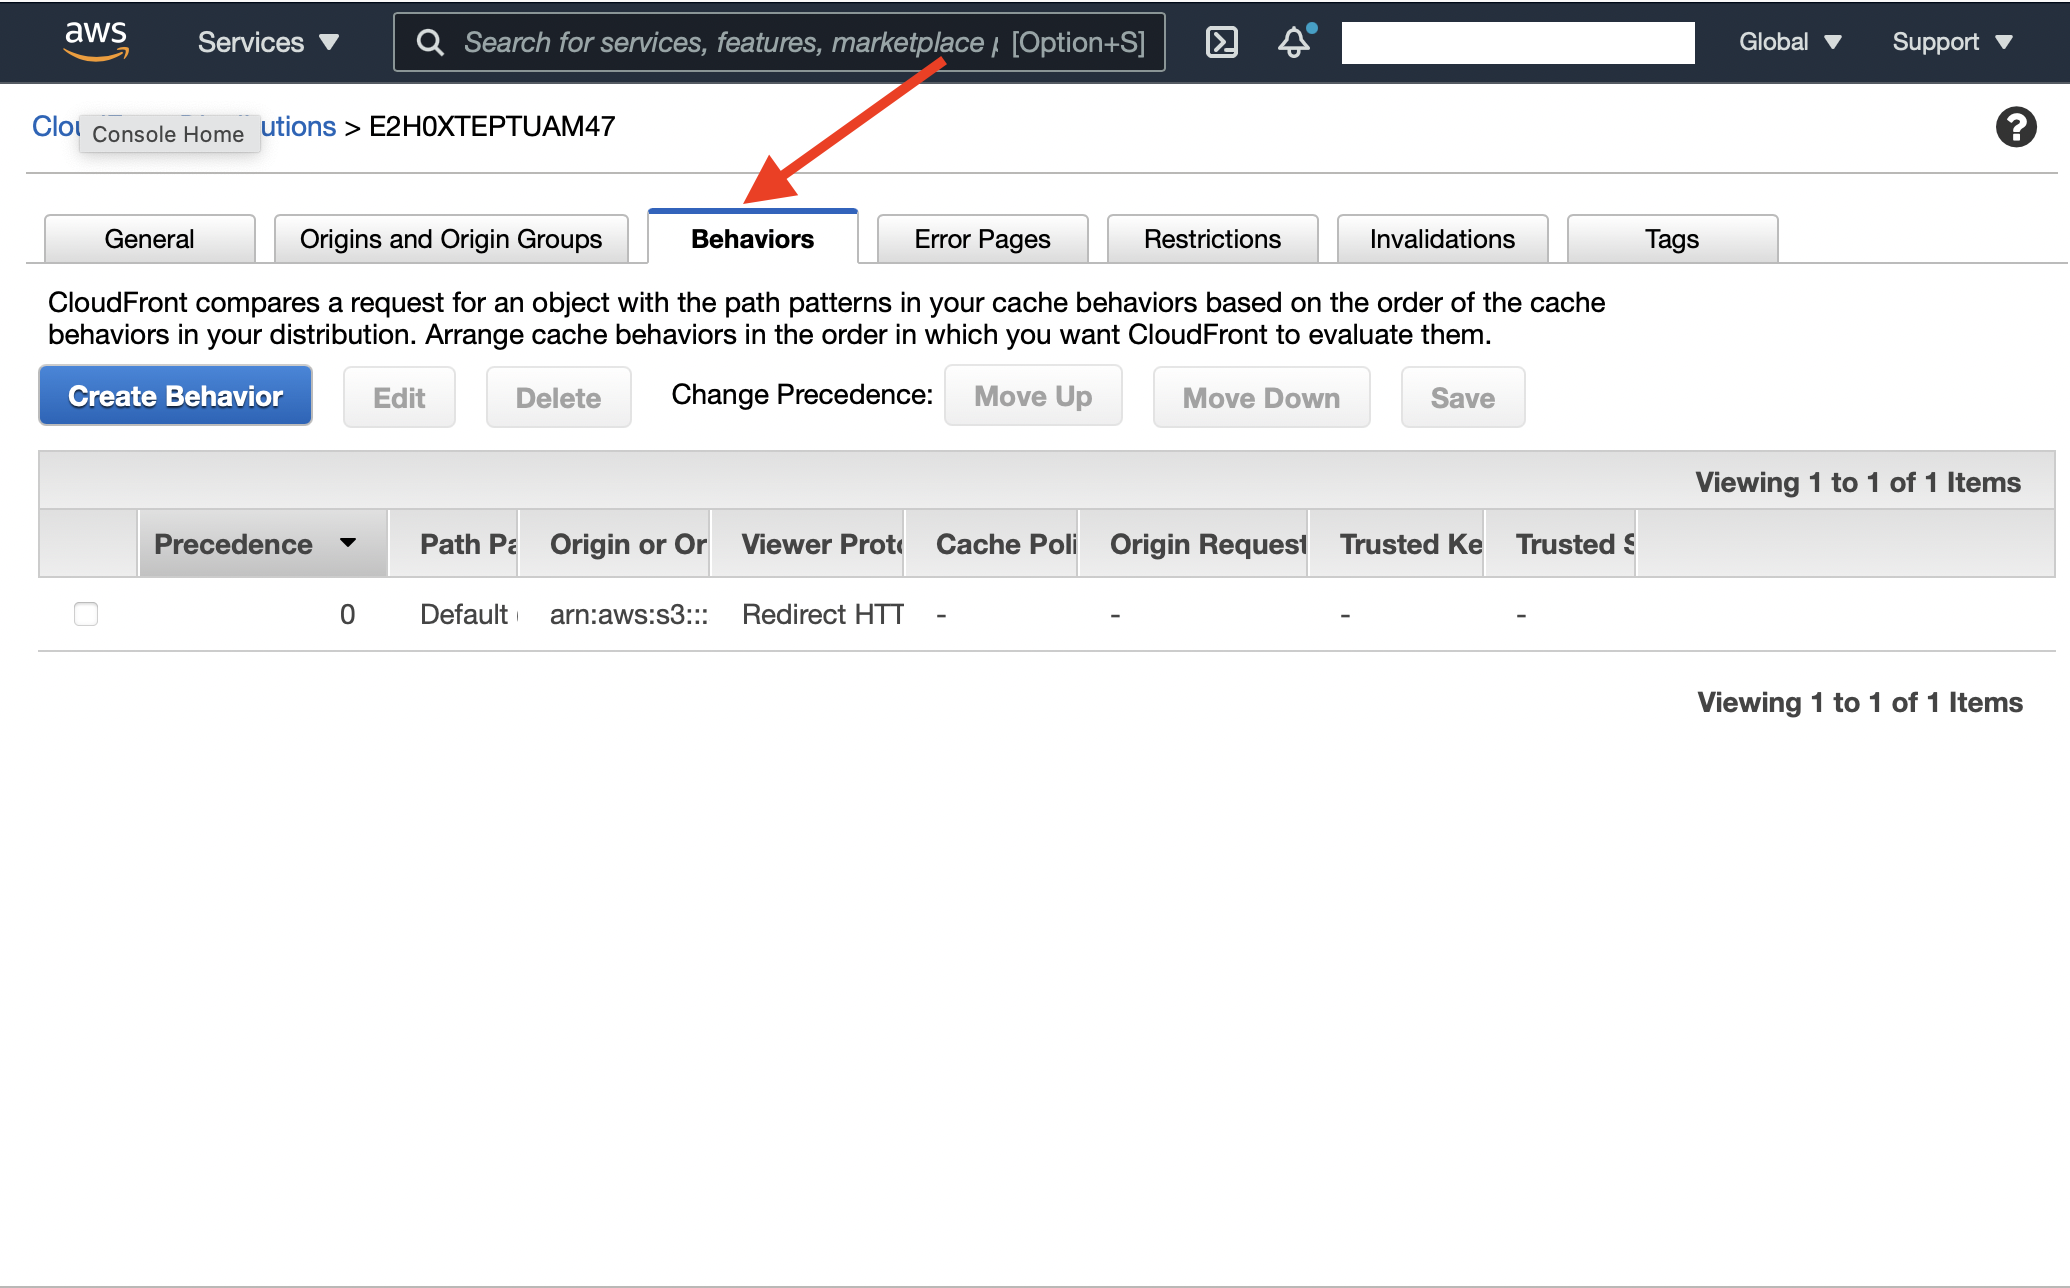 aws
Services
Search for services, features, marketplace p [Option+S]
Global
Support
Clou utions > E2H0XTEPTUAM47
Console Home
?
General
Origins and Origin Groups
Behaviors
Error Pages
Restrictions
Invalidations
Tags
CloudFront compares a request for an object with the path patterns in your cache behaviors based on the order of the cache
behaviors in your distribution. Arrange cache behaviors in the order in which you want CloudFront to evaluate them.
Create Behavior
Edit
Delete
Change Precedence:
Move Up
Move Down
Save
Viewing 1 to 1 of 1 Items
Precedence
Path Pa
Origin or Or
Viewer Proto
Cache Poli
Origin Request
Trusted Ke
Trusted S
0
Default
arn:aws:s3:::
Redirect HTT
-
-
-
-
Viewing 1 to 1 of 1 Items